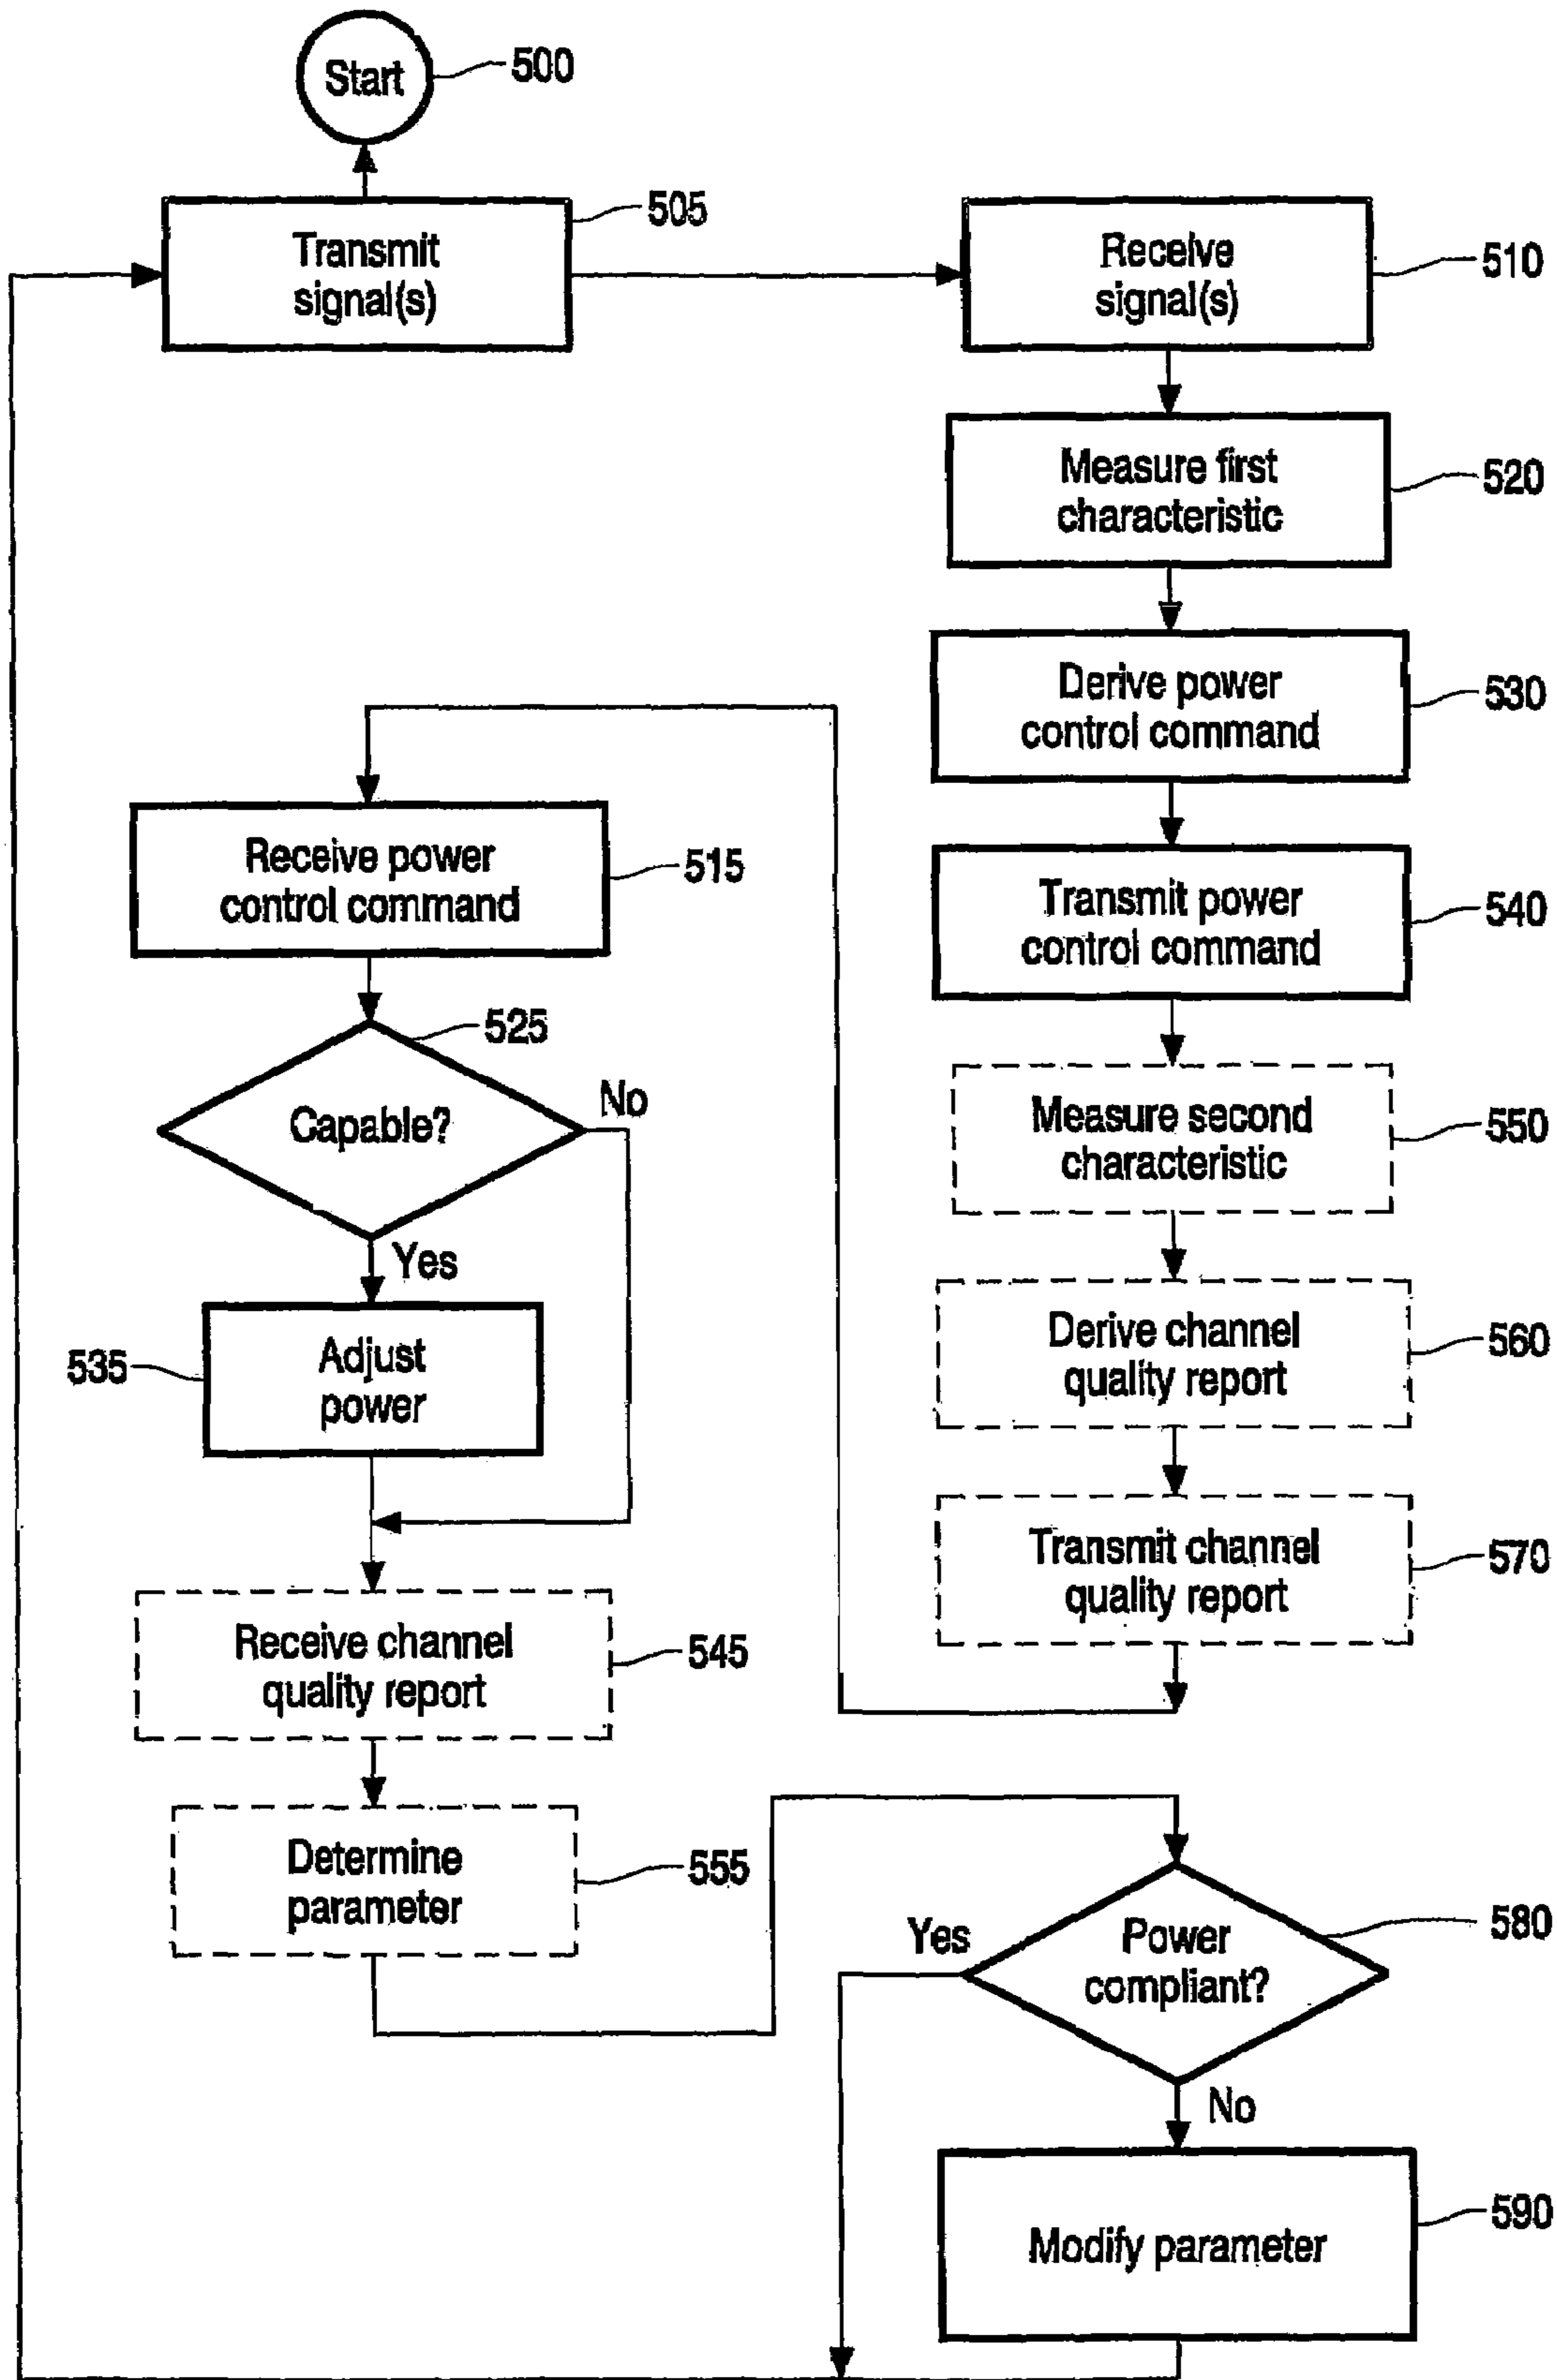 Start
500
Transmit
signal(s)
505
Receive
signal(s)
510
Measure first
characteristic
520
Derive power
control command
530
Receive power
control command
515
Transmit power
control command
540
525
Capable?
No
Yes
Measure second
characteristic
550
535
Adjust
power
Derive channel
quality report
560
Transmit channel
quality report
570
Receive channel
quality report
545
Determine
parameter
555
Yes
Power
compliant?
580
No
Modify parameter
590